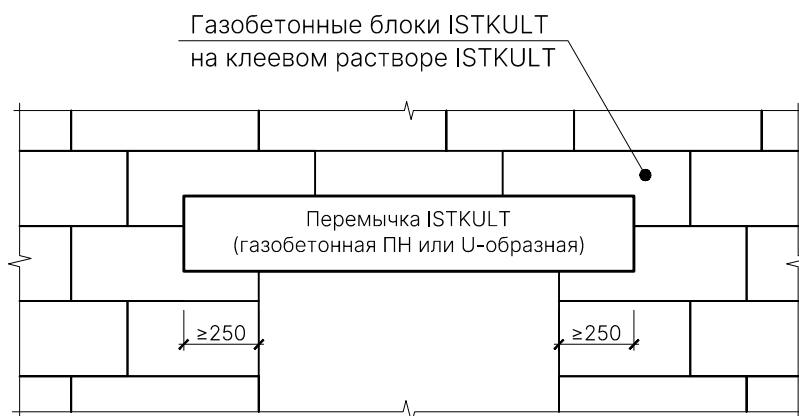 Газобетонные блоки ISTKULT
на клеевом растворе ISTKULT
Перемычка ISTKULT
(газобетонная ПН или U-образная)
≥250
≥250